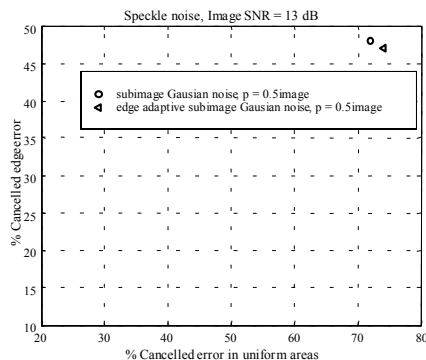 Speckle noise, Image SNR = 13 dB
50
45
40
35
30
25
20
15
10
% Cancelled edgeerror
subimage Gausian noise, p = 0.5image
edge adaptive subimage Gausian noise, p = 0.5image
20 30 40 50 60 70 80
% Cancelled error in uniform areas